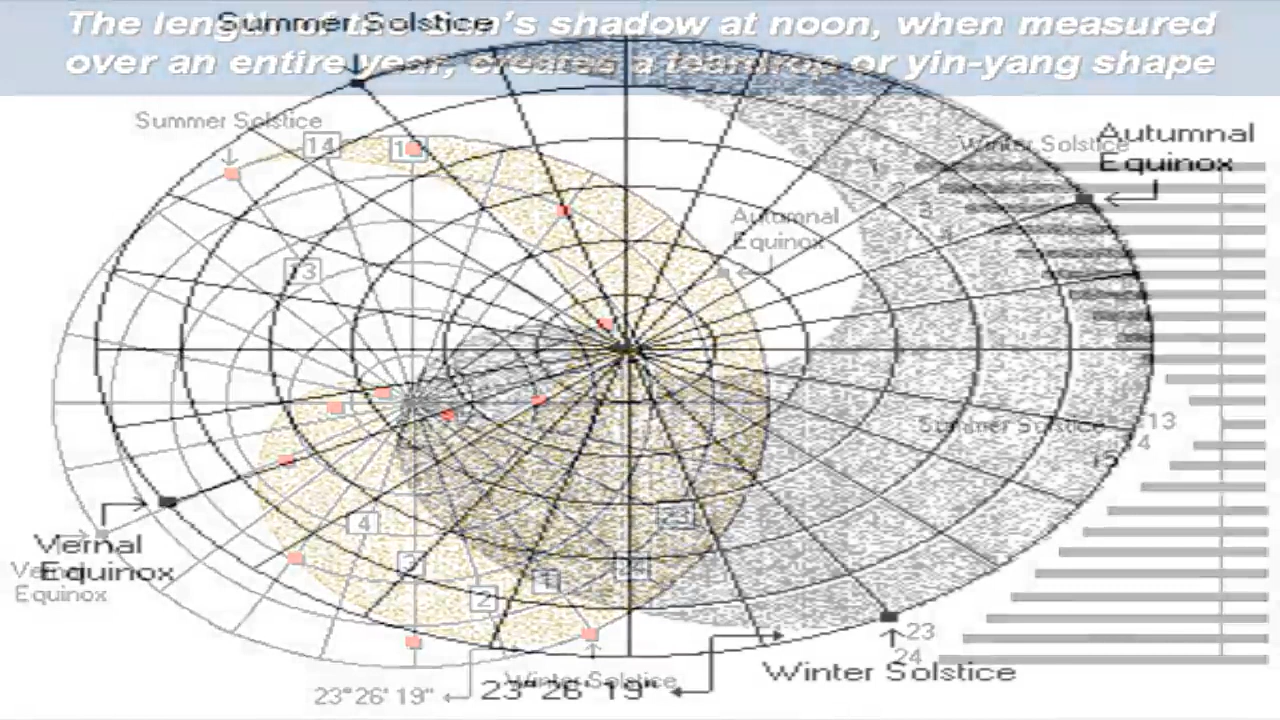 The length of the Sun's shadow at noon, when measured
over an entire year, creates a teardrop or yin-yang shape
Summer Solstice
Summer Solstice
14
Winter Solstice
Autumnal
Equinox
Autumnal
Equinox
13
Summer Solstice
13
14
4
3
2
1
23
24
Vernal
Equinox
Vernal
Equinox
23
24
Winter Solstice
Winter Solstice
23° 26' 19"
23° 26' 19"